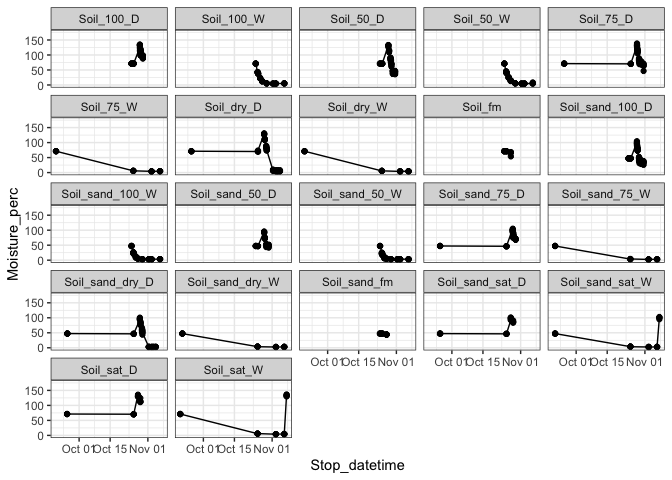 Soil_100_D Soil_100_W Soil_50_D Soil_50_W Soil_75_D
150
100
50
0
Soil_75_W Soil_dry_D Soil_dry_W Soil_fm Soil_sand_100_D
150
100
50
0
Soil_sand_100_W Soil_sand_50_D Soil_sand_50_W Soil_sand_75_D Soil_sand_75_W
150
100
50
0
Soil_sand_dry_D Soil_sand_dry_W Soil_sand_fm Soil_sand_sat_D Soil_sand_sat_W
150
100
50
0
Oct 01 Oct 15 Nov 01 Oct 01 Oct 15 Nov 01 Oct 01 Oct 15 Nov 01
Soil_sat_D Soil_sat_W
150
100
50
0
Oct 01 Oct 15 Nov 01 Oct 01 Oct 15 Nov 01
Stop_datetime
Moisture_perc